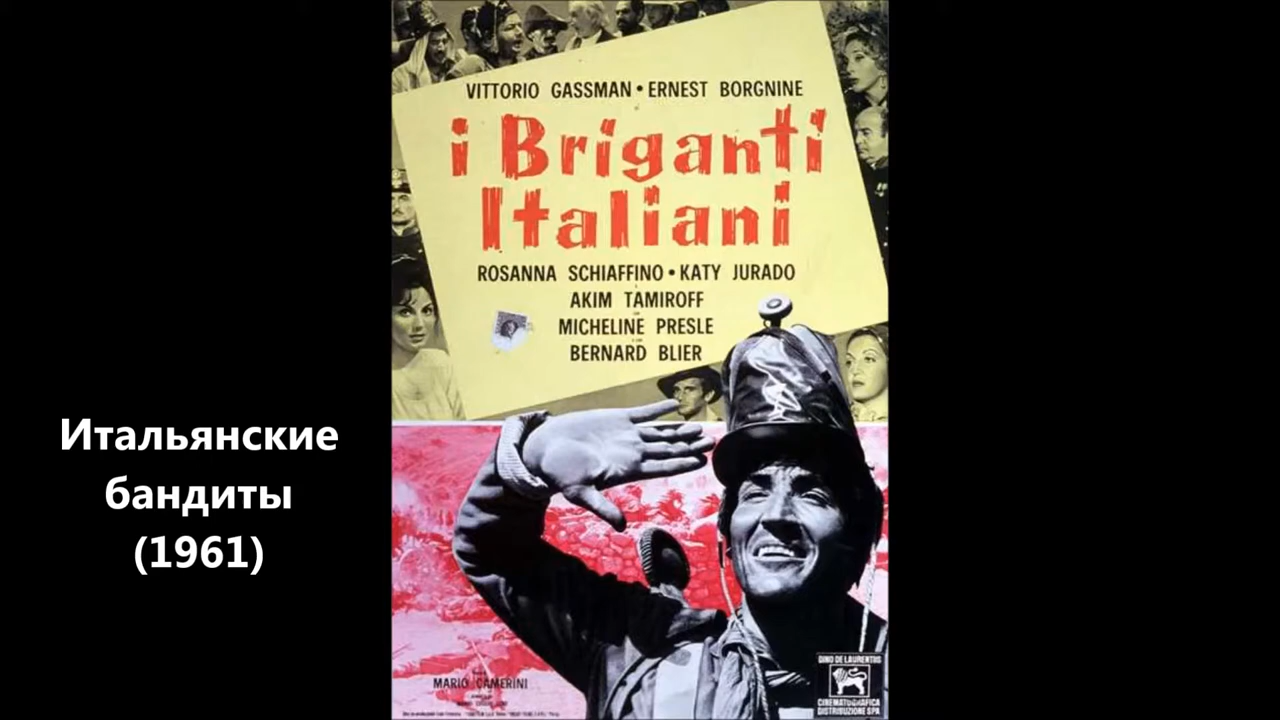 VITTORIO GASSMAN • ERNEST BORGNINE
i Briganti
Italiani
ROSANNA SCHIAFFINO • KATY JURADO
AKIM TAMIROFF
MICHELINE PRESLE
BERNARD BLIER
Итальянские
бандиты
(1961)
MARIO CAMERINI
DINO DE LAURENTIIS
CINEMATOGRAFICA
DISTRIBUZIONE SPA